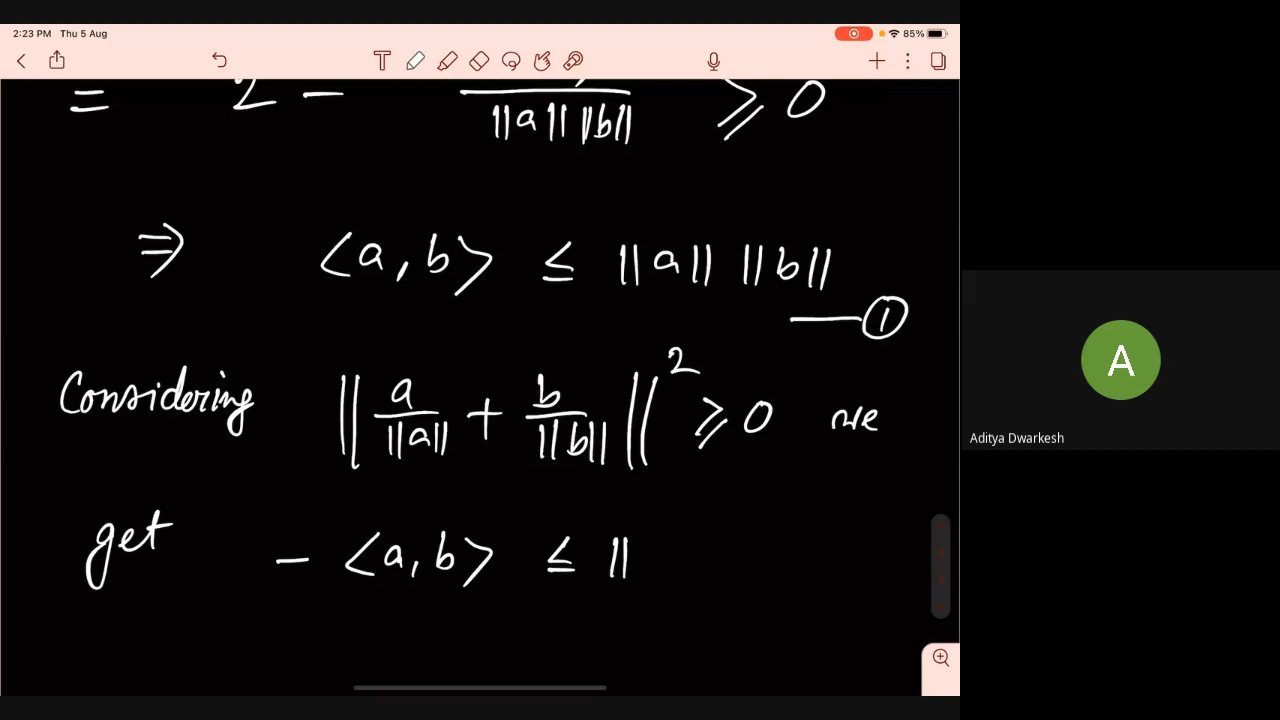 2:23 PM Thu 5 Aug 85%
T
= 2 - ‖a‖ ‖b‖ ⩾ 0
⇒ <a, b> ≤ ‖a‖ ‖b‖
—①
Considering ‖ a/‖a‖ + b/‖b‖ ‖² ⩾ 0 we
get - <a, b> ≤ ‖
A
Aditya Dwarkesh